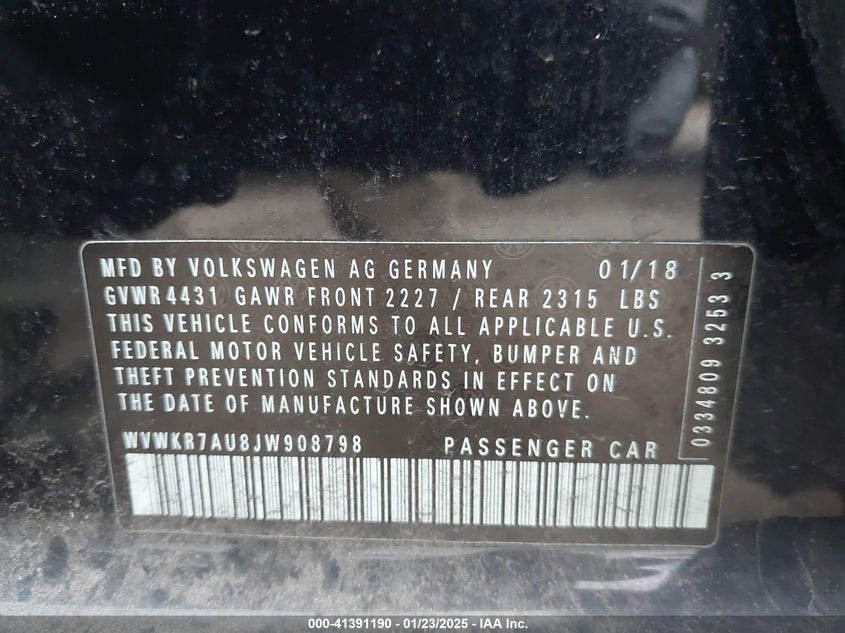 MFD BY VOLKSWAGEN AG GERMANY 01/18
GVWR 4431 GAWR FRONT 2227 / REAR 2315 LBS
THIS VEHICLE CONFORMS TO ALL APPLICABLE U.S.
FEDERAL MOTOR VEHICLE SAFETY, BUMPER AND
THEFT PREVENTION STANDARDS IN EFFECT ON
THE DATE OF MANUFACTURE SHOWN ABOVE.
WVWKR7AU8JW908798 PASSENGER CAR
0334809 3253 3
000-41391190 - 01/23/2025 - IAA Inc.